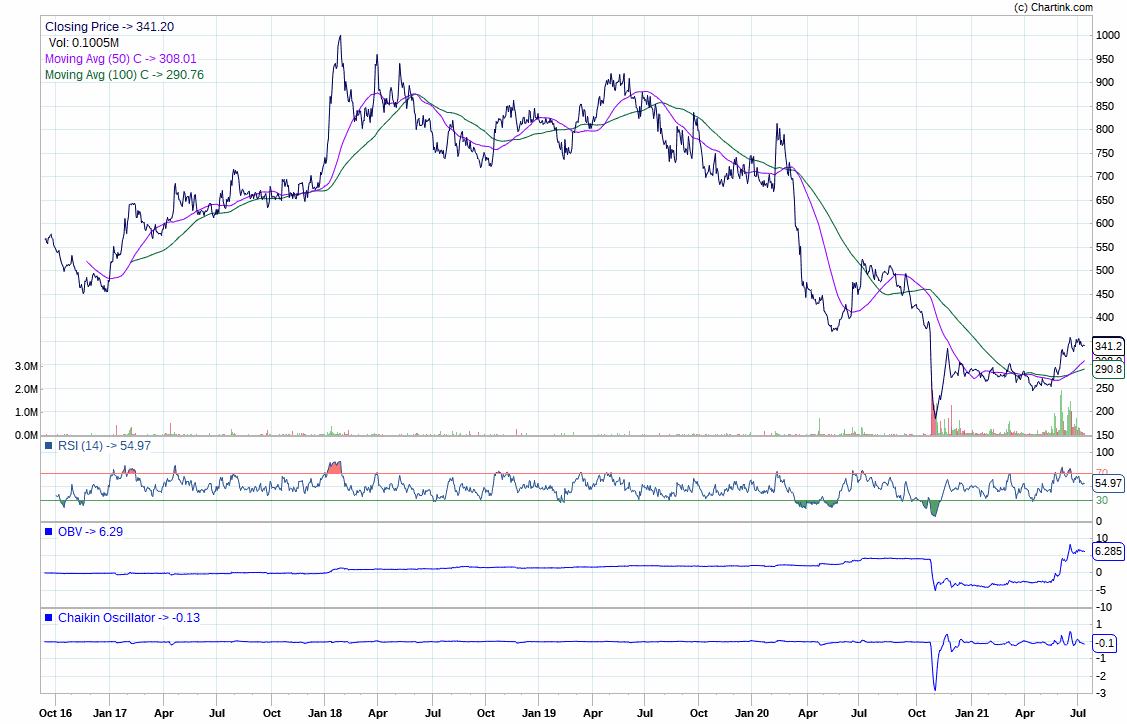 (c) Chartink.com
Closing Price -> 341.20
Vol: 0.1005M
Moving Avg (50) C -> 308.01
Moving Avg (100) C -> 290.76
1000
950
900
850
800
750
700
650
600
550
500
450
400
341.2
290.8
250
200
150
3.0M
2.0M
1.0M
0.0M
RSI (14) -> 54.97
100
70
54.97
30
0
OBV -> 6.29
10
6.285
0
-5
-10
Chaikin Oscillator -> -0.13
1
-0.1
-1
-2
-3
Oct 16 Jan 17 Apr Jul Oct Jan 18 Apr Jul Oct Jan 19 Apr Jul Oct Jan 20 Apr Jul Oct Jan 21 Apr Jul